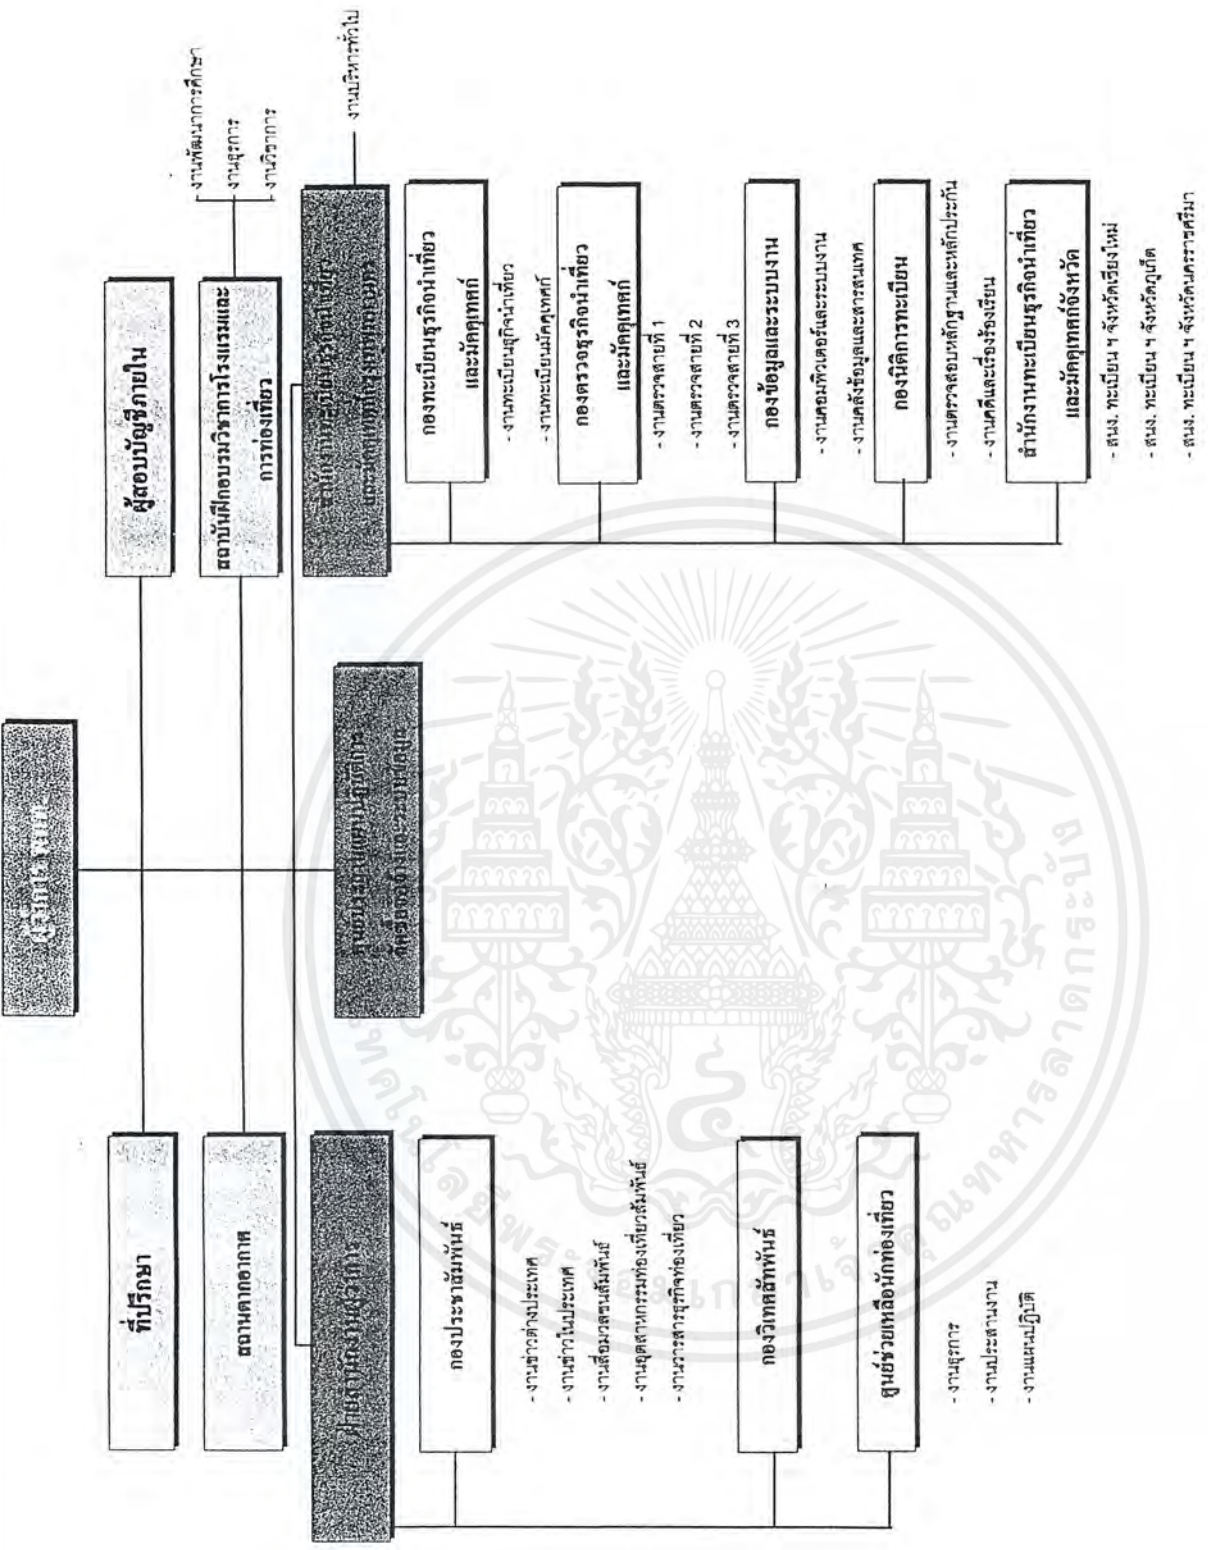 ที่ปรึกษา
ผู้สอบบัญชีภายใน
สถานตากอากาศ
สถาบันฝึกอบรมวิชาการโรงแรมและ
การท่องเที่ยว
งานพัฒนาการศึกษา
งานธุรการ
งานวิชาการ
งานบริหารทั่วไป
กองประชาสัมพันธ์
- งานข่าวต่างประเทศ
- งานข่าวในประเทศ
- งานสื่อมวลชนสัมพันธ์
- งานอุตสาหกรรมท่องเที่ยวสัมพันธ์
- งานวารสารธุรกิจท่องเที่ยว
กองวิเทศสัมพันธ์
ศูนย์ช่วยเหลือนักท่องเที่ยว
- งานธุรการ
- งานประสานงาน
- งานแผนปฏิบัติ
กองทะเบียนธุรกิจนำเที่ยว
และมัคคุเทศก์
- งานทะเบียนธุรกิจนำเที่ยว
- งานทะเบียนมัคคุเทศก์
กองตรวจธุรกิจนำเที่ยว
และมัคคุเทศก์
- งานตรวจสายที่ 1
- งานตรวจสายที่ 2
- งานตรวจสายที่ 3
กองข้อมูลและระบบงาน
- งานคอมพิวเตอร์และระบบงาน
- งานคลังข้อมูลและสารสนเทศ
กองนิติการทะเบียน
- งานตรวจสอบหลักฐานและหลักประกัน
- งานคดีและเรื่องร้องเรียน
สำนักงานทะเบียนธุรกิจนำเที่ยว
และมัคคุเทศก์จังหวัด
- สนง. ทะเบียน ฯ จังหวัดเชียงใหม่
- สนง. ทะเบียน ฯ จังหวัดภูเก็ต
- สนง. ทะเบียน ฯ จังหวัดนครราชสีมา